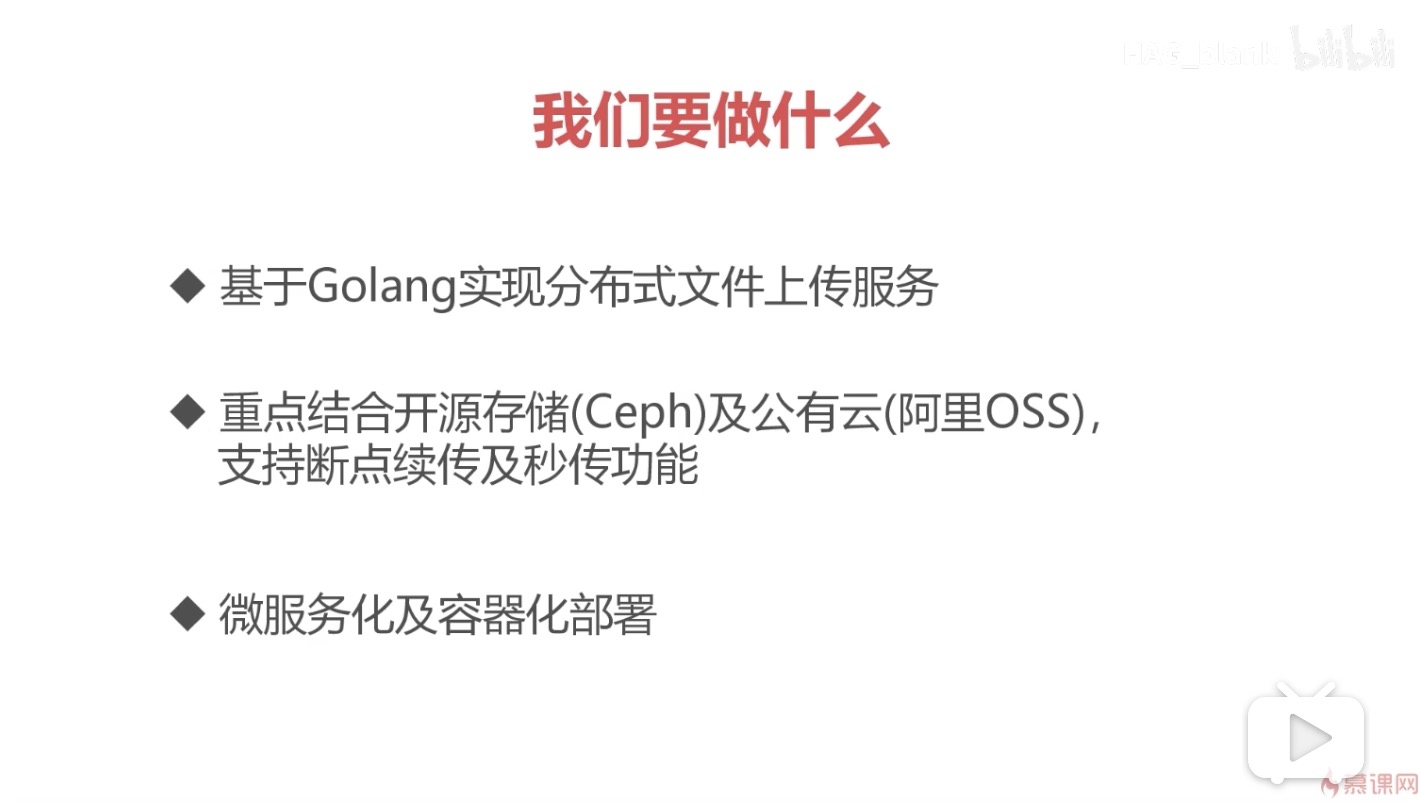 bilibili
我们要做什么
◆ 基于Golang实现分布式文件上传服务
◆ 重点结合开源存储(Ceph)及公有云(阿里OSS)，
支持断点续传及秒传功能
◆ 微服务化及容器化部署
慕课网